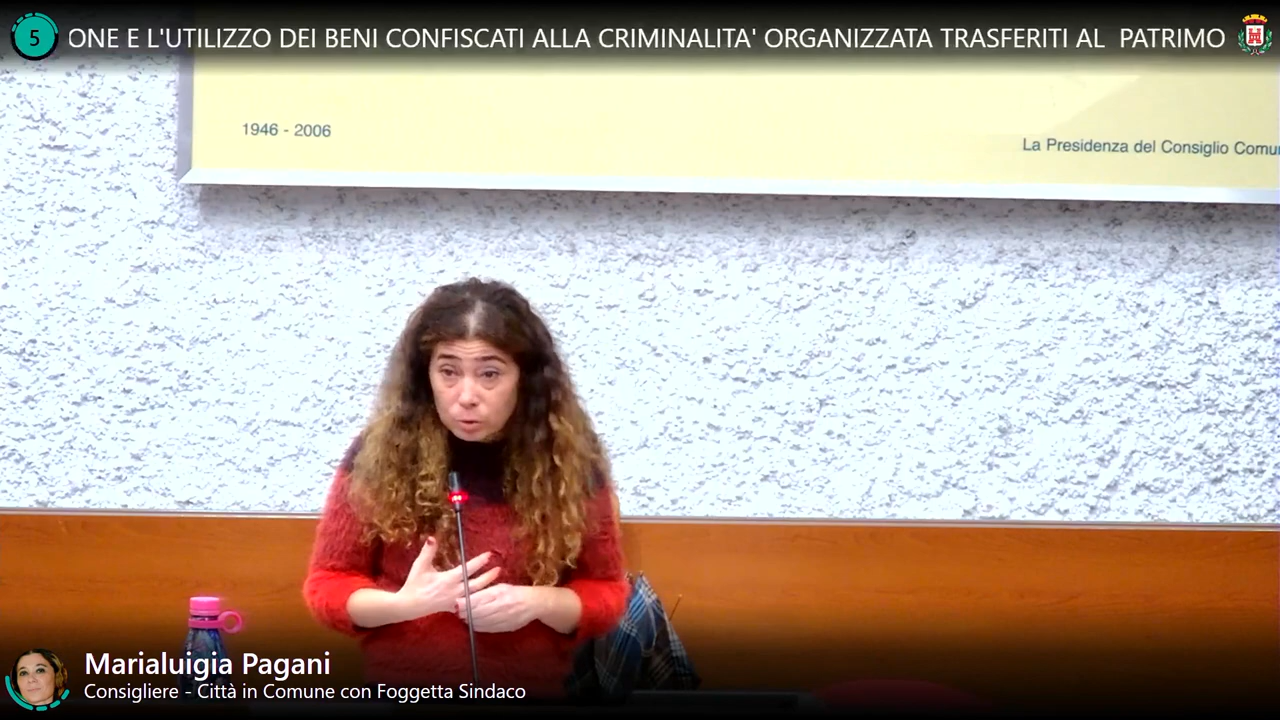 5
ONE E L'UTILIZZO DEI BENI CONFISCATI ALLA CRIMINALITA' ORGANIZZATA TRASFERITI AL PATRIMO
1946 - 2006
La Presidenza del Consiglio Comu
Marialuigia Pagani
Consigliere - Città in Comune con Foggetta Sindaco